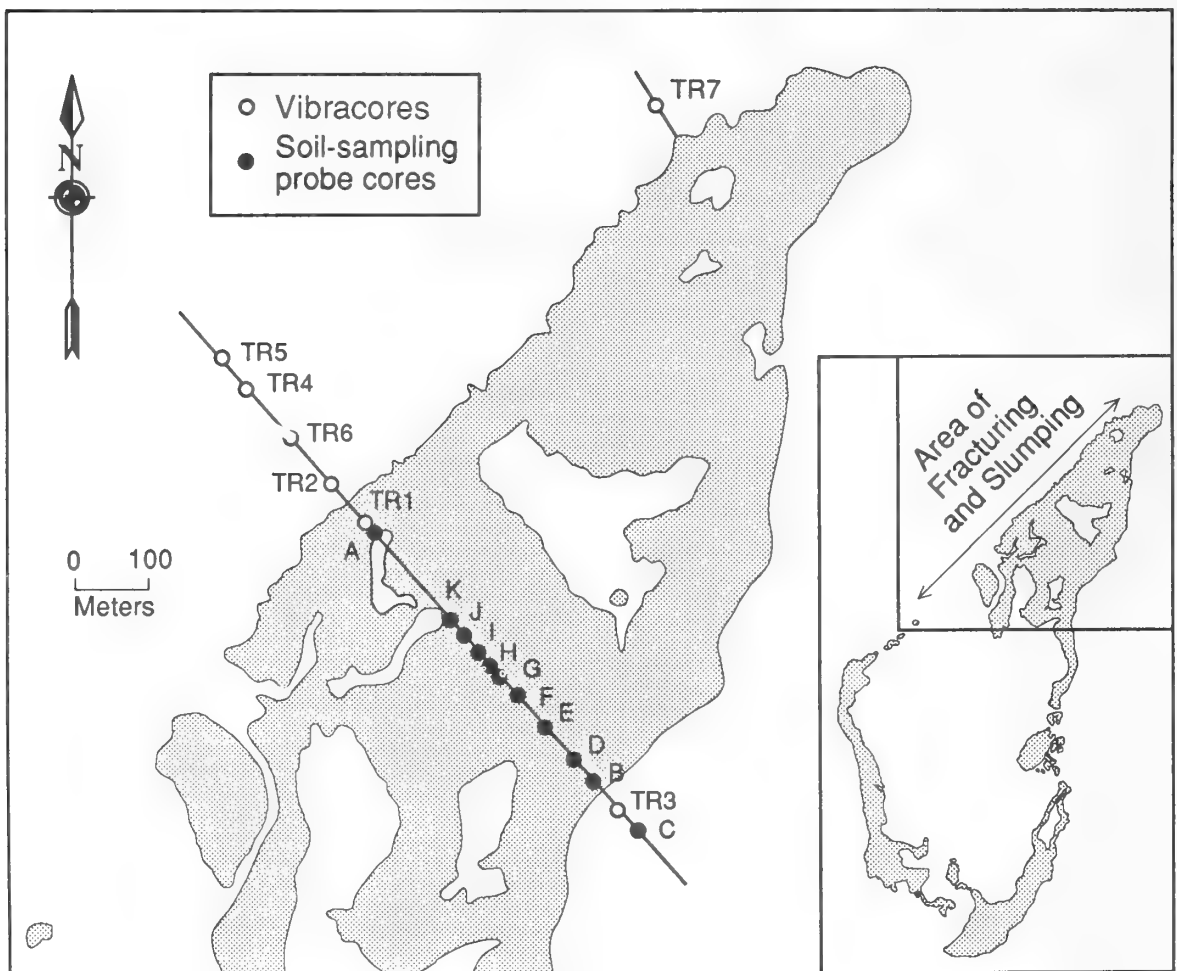 TR7
Vibracores
Soil-sampling
probe cores
N
TR5
TR4
TR6
TR2
TR1
A
0 100
Meters
K
J
I
H
G
F
E
D
B
TR3
C
Area of
Fracturing
and Slumping